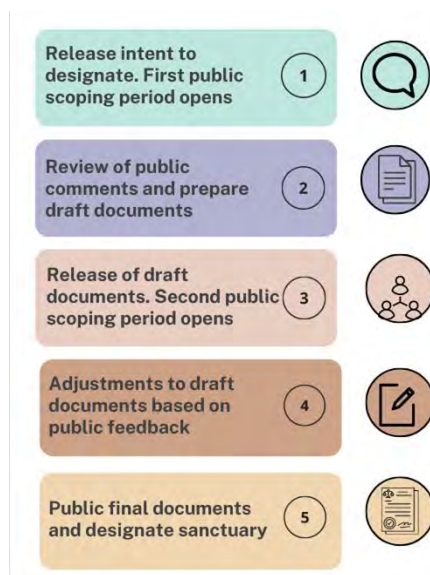 Release intent to
designate. First public
scoping period opens
1
Review of public
comments and prepare
draft documents
2
Release of draft
documents. Second public
scoping period opens
3
Adjustments to draft
documents based on
public feedback
4
Public final documents
and designate sanctuary
5